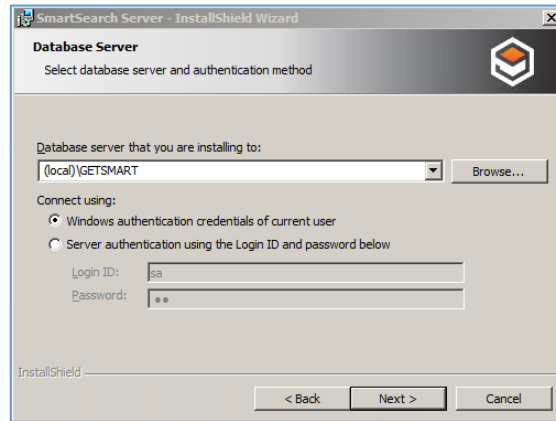 SmartSearch Server - InstallShield Wizard
Database Server
Select database server and authentication method
Database server that you are installing to:
(local)\GETSMART
Browse...
Connect using:
Windows authentication credentials of current user
Server authentication using the Login ID and password below
Login ID:
sa
Password:
●●
InstallShield
< Back
Next >
Cancel